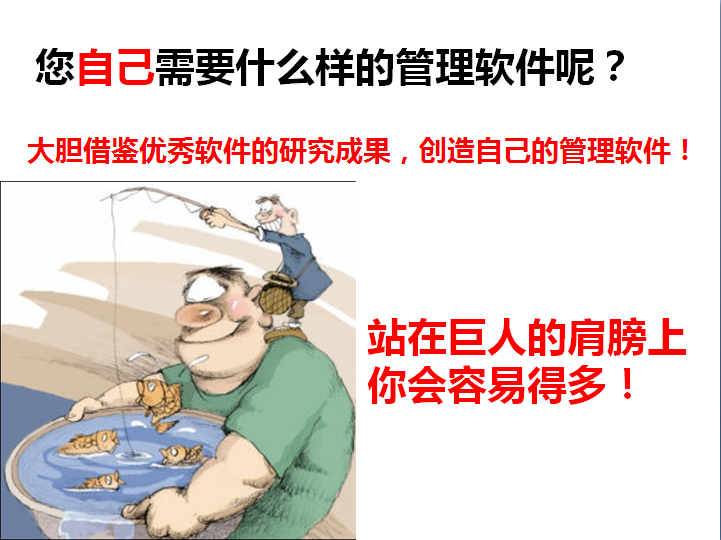 您自己需要什么样的管理软件呢？
大胆借鉴优秀软件的研究成果，创造自己的管理软件！
站在巨人的肩膀上
你会容易得多！